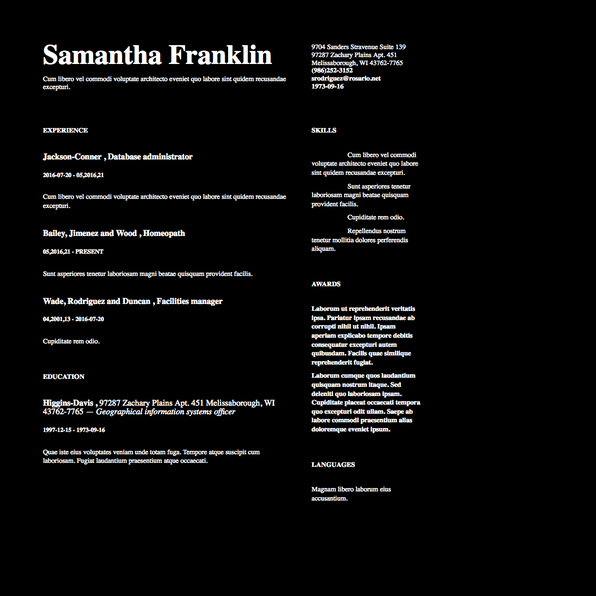 Samantha Franklin
Cum libero vel commodi voluptate architecto eveniet quo labore sint quidem recusandae
excepturi.
9704 Sanders Stravenue Suite 139
97287 Zachary Plains Apt. 451
Melissaborough, WI 43762-7765
(986)252-3152
srodriguez@rosario.net
1973-09-16
EXPERIENCE
Jackson-Conner , Database administrator
2016-07-20 - 05,2016,21
Cum libero vel commodi voluptate architecto eveniet quo labore sint quidem recusandae
excepturi.
Bailey, Jimenez and Wood , Homeopath
05,2016,21 - PRESENT
Sunt asperiores tenetur laboriosam magni beatae quisquam provident facilis.
Wade, Rodriguez and Duncan , Facilities manager
04,2001,13 - 2016-07-20
Cupiditate rem odio.
EDUCATION
Higgins-Davis , 97287 Zachary Plains Apt. 451 Melissaborough, WI
43762-7765 — Geographical information systems officer
1997-12-15 - 1973-09-16
Quae iste eius voluptates veniam unde totam fuga. Tempore atque suscipit cum
laboriosam. Fugiat laudantium praesentium atque occaecati.
SKILLS
Cum libero vel commodi
voluptate architecto eveniet quo labore
sint quidem recusandae excepturi.
Sunt asperiores tenetur
laboriosam magni beatae quisquam
provident facilis.
Cupiditate rem odio.
Repellendus nostrum
tenetur mollitia dolores perferendis
aliquam.
AWARDS
Laborum ut reprehenderit veritatis
ipsa. Pariatur ipsum recusandae ab
corrupti nihil ut nihil. Ipsam
aperiam explicabo tempore debitis
consequatur excepturi autem
quibusdam. Facilis quae similique
reprehenderit fugiat.
Laborum cumque quos laudantium
quisquam nostrum itaque. Sed
deleniti quo laboriosam ipsum.
Cupiditate placeat occaecati tempora
quo excepturi odit ullam. Saepe ab
labore commodi praesentium alias
doloremque eveniet ipsum.
LANGUAGES
Magnam libero laborum eius
accusantium.